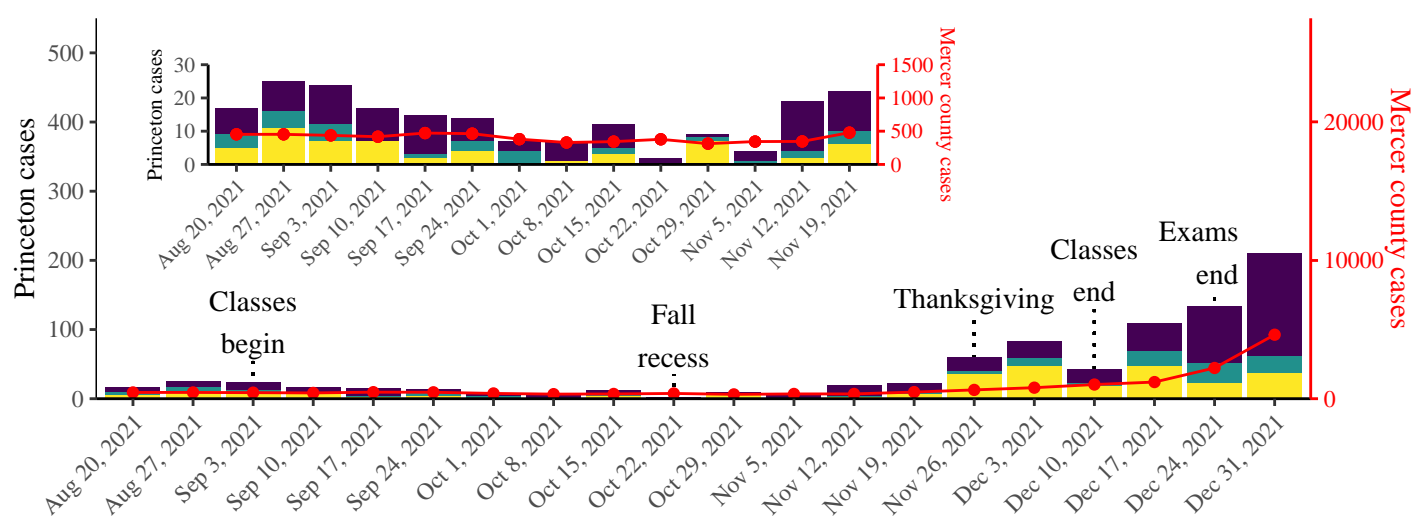 500
400
300
200
100
0
Princeton cases
30
20
10
0
Princeton cases
1500
1000
500
0
Mercer county cases
Aug 20, 2021
Aug 27, 2021
Sep 3, 2021
Sep 10, 2021
Sep 17, 2021
Sep 24, 2021
Oct 1, 2021
Oct 8, 2021
Oct 15, 2021
Oct 22, 2021
Oct 29, 2021
Nov 5, 2021
Nov 12, 2021
Nov 19, 2021
Classes
begin
Fall
recess
Thanksgiving
Classes
end
Exams
end
20000
10000
0
Mercer county cases
Aug 20, 2021
Aug 27, 2021
Sep 3, 2021
Sep 10, 2021
Sep 17, 2021
Sep 24, 2021
Oct 1, 2021
Oct 8, 2021
Oct 15, 2021
Oct 22, 2021
Oct 29, 2021
Nov 5, 2021
Nov 12, 2021
Nov 19, 2021
Nov 26, 2021
Dec 3, 2021
Dec 10, 2021
Dec 17, 2021
Dec 24, 2021
Dec 31, 2021